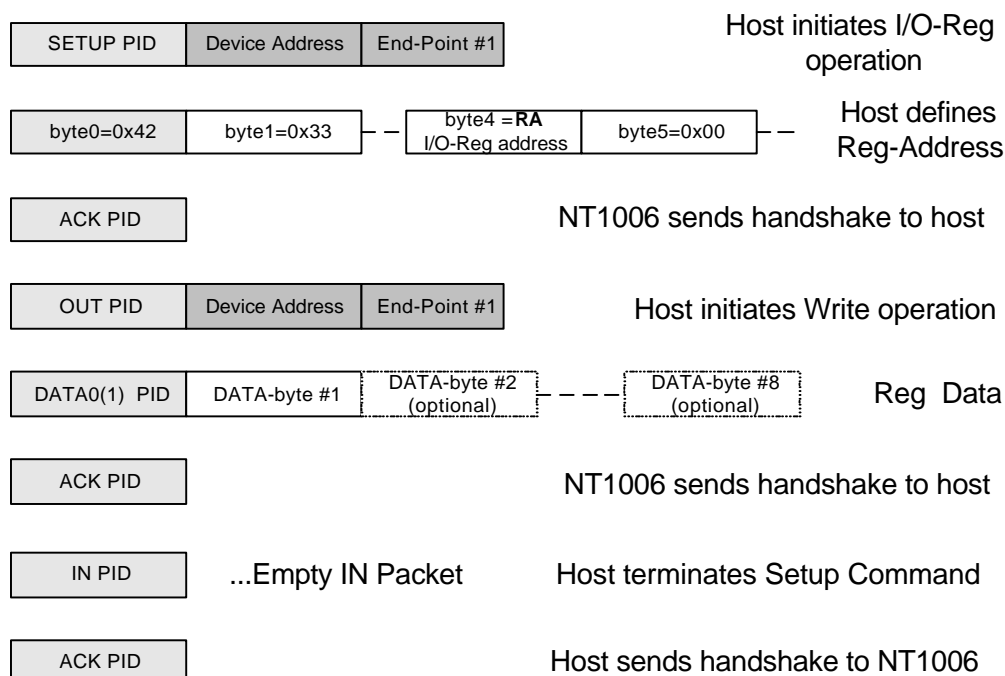 SETUP PID Device Address End-Point #1 Host initiates I/O-Reg
operation
byte0=0x42 byte1=0x33 byte4 =RA
I/O-Reg address byte5=0x00 Host defines
Reg-Address
ACK PID NT1006 sends handshake to host
OUT PID Device Address End-Point #1 Host initiates Write operation
DATA0(1) PID DATA-byte #1 DATA-byte #2
(optional) DATA-byte #8
(optional) Reg Data
ACK PID NT1006 sends handshake to host
IN PID ...Empty IN Packet Host terminates Setup Command
ACK PID Host sends handshake to NT1006